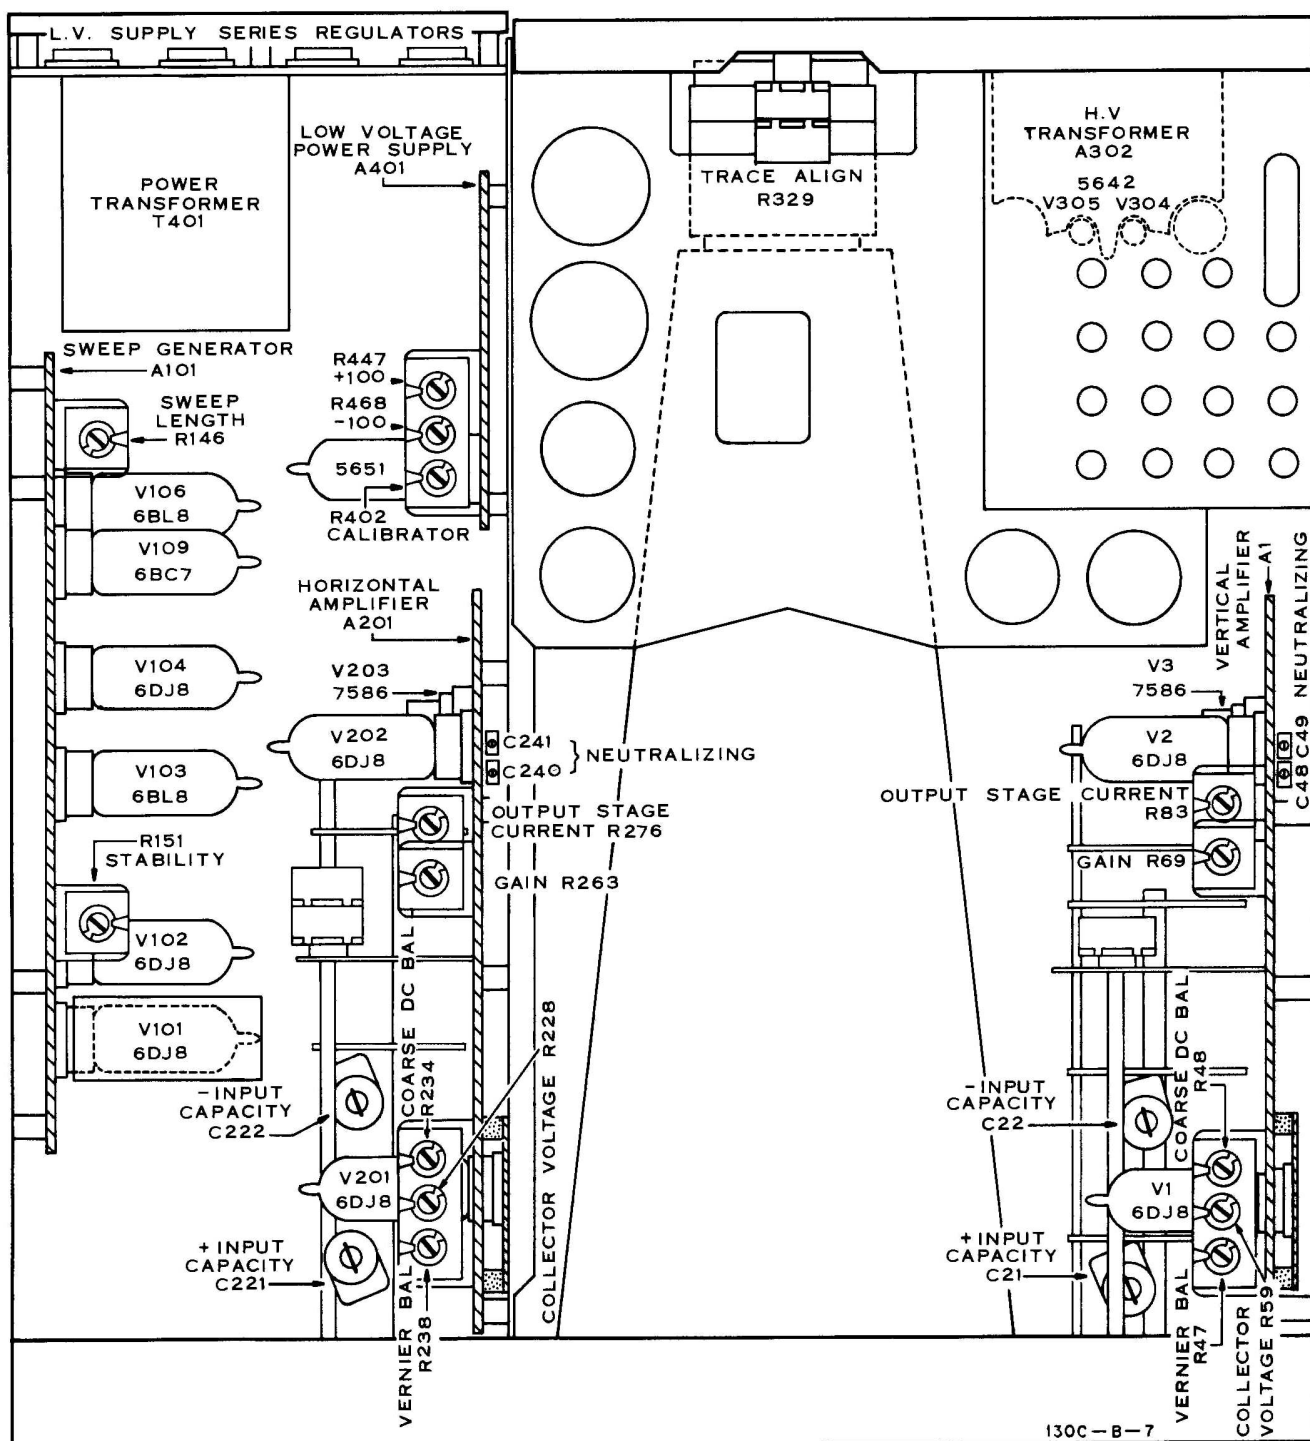 L.V. SUPPLY SERIES REGULATORS
POWER
TRANSFORMER
T401
LOW VOLTAGE
POWER SUPPLY
A401
TRACE ALIGN
R329
H.V
TRANSFORMER
A302
5642
V305 V304
SWEEP GENERATOR
A101
SWEEP
LENGTH
R146
R447
+100
R468
-100
5651
R402
CALIBRATOR
V106
6BL8
V109
6BC7
V104
6DJ8
V103
6BL8
R151
STABILITY
V102
6DJ8
V101
6DJ8
HORIZONTAL
AMPLIFIER
A201
V203
7586
V202
6DJ8
C241
C240
NEUTRALIZING
OUTPUT STAGE
CURRENT R276
GAIN R263
COARSE DC BAL
R234
COLLECTOR VOLTAGE R228
-INPUT
CAPACITY
C222
V201
6DJ8
+INPUT
CAPACITY
C221
VERNIER BAL
R238
VERTICAL
AMPLIFIER
A1
C48 C49 NEUTRALIZING
V3
7586
V2
6DJ8
OUTPUT STAGE CURRENT
R83
GAIN R69
COARSE DC BAL
R48
-INPUT
CAPACITY
C22
V1
6DJ8
+INPUT
CAPACITY
C21
VERNIER BAL
R47
COLLECTOR
VOLTAGE R59
130C-B-7